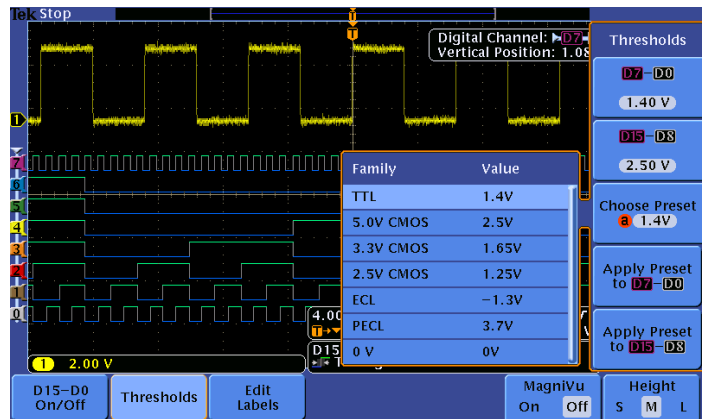 Tek Stop
Digital Channel: D7
Vertical Position: 1.08
Thresholds
D7–D0
1.40 V
D15–D8
2.50 V
Choose Preset
a 1.4V
Apply Preset
to D7–D0
Apply Preset
to D15–D8
1
7
6
5
4
3
2
1
0
Family Value
TTL 1.4V
5.0V CMOS 2.5V
3.3V CMOS 1.65V
2.5V CMOS 1.25V
ECL −1.3V
PECL 3.7V
0 V 0V
4.00
D15
1 2.00 V
D15–D0
On/Off
Thresholds
Edit
Labels
MagniVu
On Off
Height
S M L